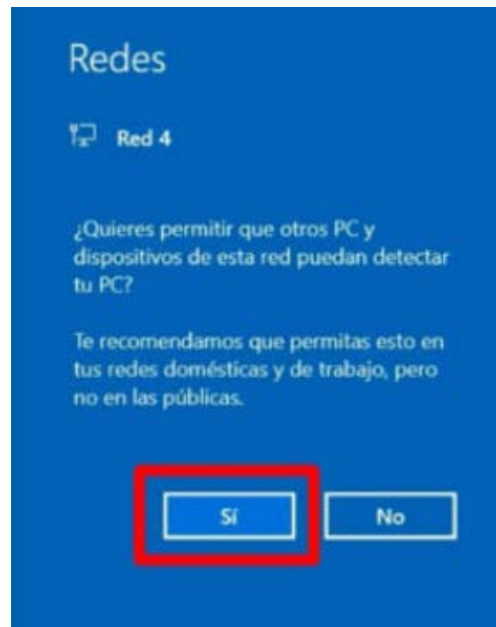 Redes
Red 4
¿Quieres permitir que otros PC y
dispositivos de esta red puedan detectar
tu PC?
Te recomendamos que permitas esto en
tus redes domésticas y de trabajo, pero
no en las públicas.
Sí
No